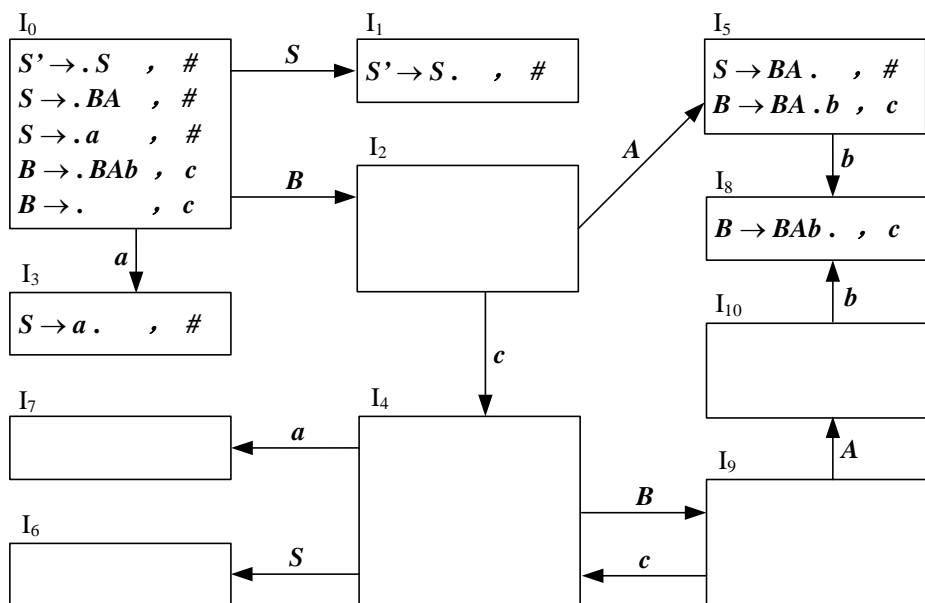 I0
S’ → . S , #
S → . BA , #
S → . a , #
B → . BAb , c
B → . , c
S
I1
S’ → S . , #
B
I2
A
I5
S → BA . , #
B → BA . b , c
b
I8
B → BAb . , c
a
I3
S → a . , #
c
b
I10
I7
a
I4
A
I9
B
I6
S
c